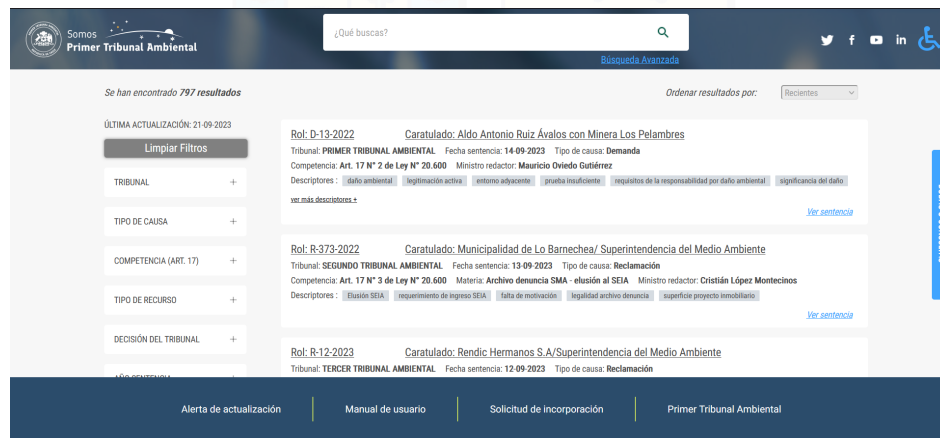 Somos
Primer Tribunal Ambiental
¿Qué buscas?
Búsqueda Avanzada
Se han encontrado 797 resultados
Ordenar resultados por:
Recientes
ÚLTIMA ACTUALIZACIÓN: 21-09-2023
Limpiar Filtros
TRIBUNAL +
TIPO DE CAUSA +
COMPETENCIA (ART. 17) +
TIPO DE RECURSO +
DECISIÓN DEL TRIBUNAL +
AÑO SENTENCIA
Rol: D-13-2022 Caratulado: Aldo Antonio Ruiz Ávalos con Minera Los Pelambres
Tribunal: PRIMER TRIBUNAL AMBIENTAL Fecha sentencia: 14-09-2023 Tipo de causa: Demanda
Competencia: Art. 17 N° 2 de Ley N° 20.600 Ministro redactor: Mauricio Oviedo Gutiérrez
Descriptores : daño ambiental legitimación activa entorno adyacente prueba insuficiente requisitos de la responsabilidad por daño ambiental significancia del daño
ver más descriptores +
Ver sentencia
Rol: R-373-2022 Caratulado: Municipalidad de Lo Barnechea/ Superintendencia del Medio Ambiente
Tribunal: SEGUNDO TRIBUNAL AMBIENTAL Fecha sentencia: 13-09-2023 Tipo de causa: Reclamación
Competencia: Art. 17 N° 3 de Ley N° 20.600 Materia: Archivo denuncia SMA - elusión al SEIA Ministro redactor: Cristián López Montecinos
Descriptores : Elusión SEIA requerimiento de ingreso SEIA falta de motivación legalidad archivo denuncia superficie proyecto inmobiliario
Ver sentencia
Rol: R-12-2023 Caratulado: Rendic Hermanos S.A/Superintendencia del Medio Ambiente
Tribunal: TERCER TRIBUNAL AMBIENTAL Fecha sentencia: 12-09-2023 Tipo de causa: Reclamación
Alerta de actualización
Manual de usuario
Solicitud de incorporación
Primer Tribunal Ambiental